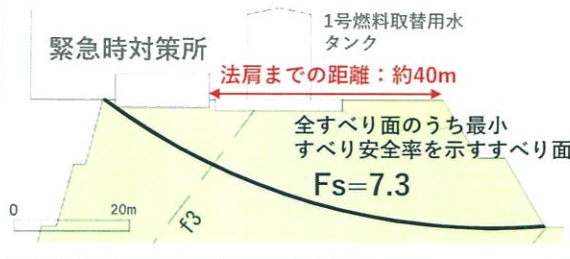 1号燃料取替用水
タンク
緊急時対策所
法肩までの距離：約40m
全すべり面のうち最小
すべり安全率を示すすべり面
Fs=7.3
0 20m
f3